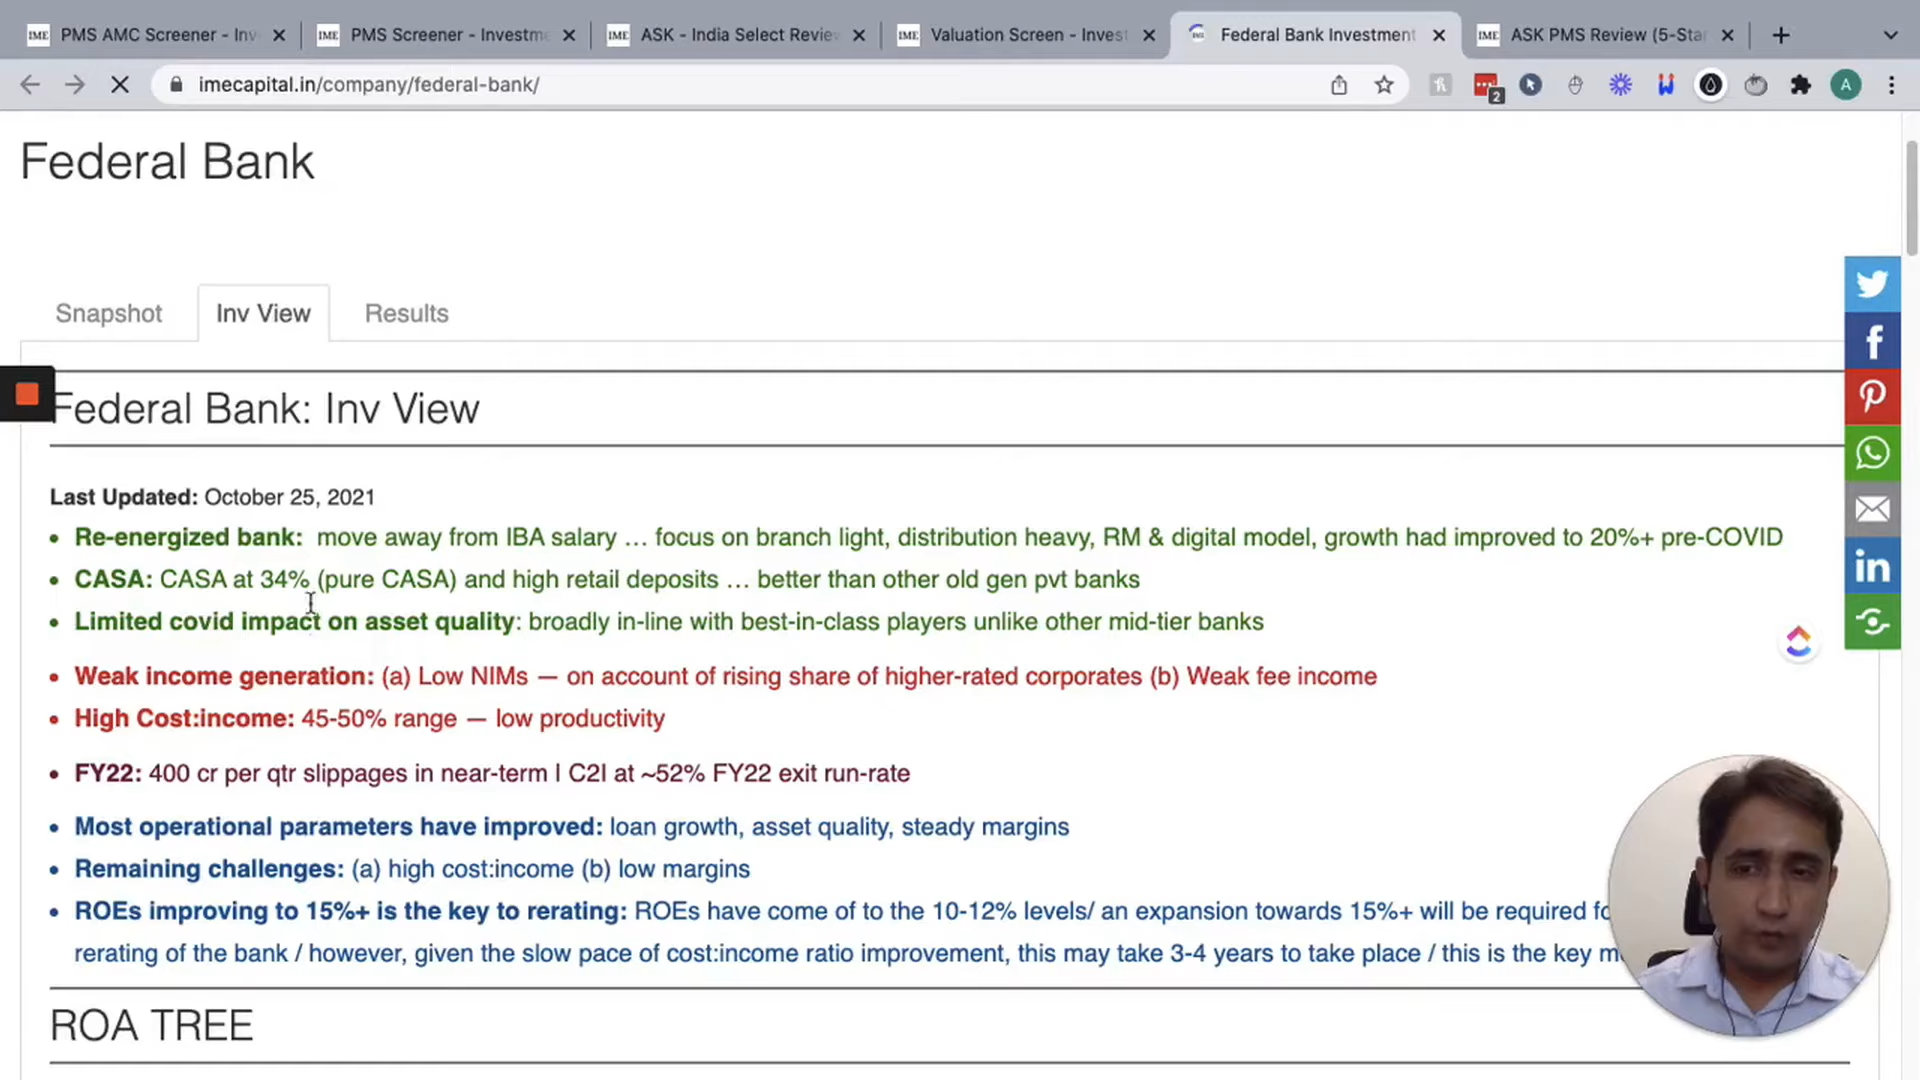 IME PMS AMC Screener - Inv
IME PMS Screener - Investme
IME ASK - India Select Review
IME Valuation Screen - Invest
Federal Bank Investment
IME ASK PMS Review (5-Sta
imecapital.in/company/federal-bank/
2
A
Federal Bank
Snapshot
Inv View
Results
Federal Bank: Inv View
Last Updated: October 25, 2021
• Re-energized bank: move away from IBA salary … focus on branch light, distribution heavy, RM & digital model, growth had improved to 20%+ pre-COVID
• CASA: CASA at 34% (pure CASA) and high retail deposits … better than other old gen pvt banks
• Limited covid impact on asset quality: broadly in-line with best-in-class players unlike other mid-tier banks
• Weak income generation: (a) Low NIMs — on account of rising share of higher-rated corporates (b) Weak fee income
• High Cost:income: 45-50% range — low productivity
• FY22: 400 cr per qtr slippages in near-term I C2I at ~52% FY22 exit run-rate
• Most operational parameters have improved: loan growth, asset quality, steady margins
• Remaining challenges: (a) high cost:income (b) low margins
• ROEs improving to 15%+ is the key to rerating: ROEs have come of to the 10-12% levels/ an expansion towards 15%+ will be required fo
rerating of the bank / however, given the slow pace of cost:income ratio improvement, this may take 3-4 years to take place / this is the key m
ROA TREE